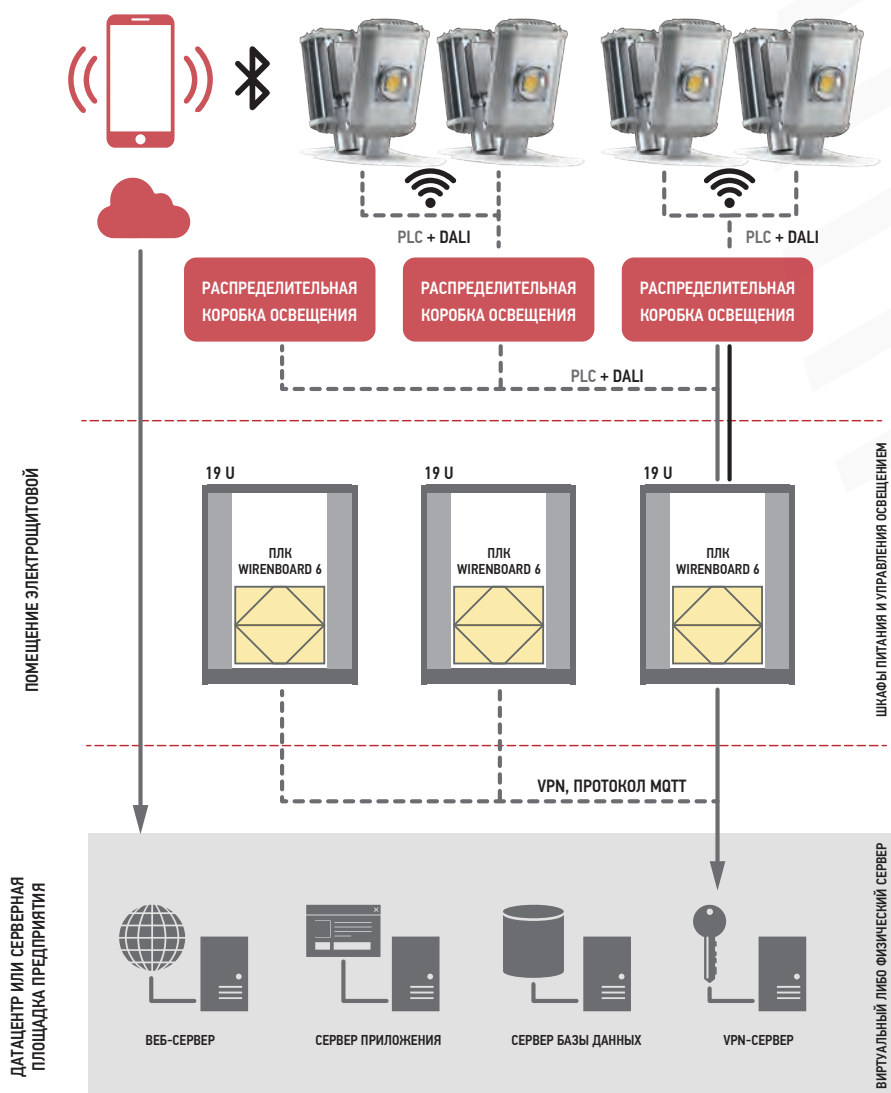 PLC + DALI
PLC + DALI
РАСПРЕДЕЛИТЕЛЬНАЯ
КОРОБКА ОСВЕЩЕНИЯ
РАСПРЕДЕЛИТЕЛЬНАЯ
КОРОБКА ОСВЕЩЕНИЯ
РАСПРЕДЕЛИТЕЛЬНАЯ
КОРОБКА ОСВЕЩЕНИЯ
PLC + DALI
ПОМЕЩЕНИЕ ЭЛЕКТРОЩИТОВОЙ
19 U
ПЛК
WIRENBOARD 6
19 U
ПЛК
WIRENBOARD 6
19 U
ПЛК
WIRENBOARD 6
ШКАФЫ ПИТАНИЯ И УПРАВЛЕНИЯ ОСВЕЩЕНИЕМ
VPN, ПРОТОКОЛ MQTT
ДАТАЦЕНТР ИЛИ СЕРВЕРНАЯ
ПЛОЩАДКА ПРЕДПРИЯТИЯ
ВЕБ-СЕРВЕР
СЕРВЕР ПРИЛОЖЕНИЯ
СЕРВЕР БАЗЫ ДАННЫХ
VPN-СЕРВЕР
ВИРТУАЛЬНЫЙ ЛИБО ФИЗИЧЕСКИЙ СЕРВЕР